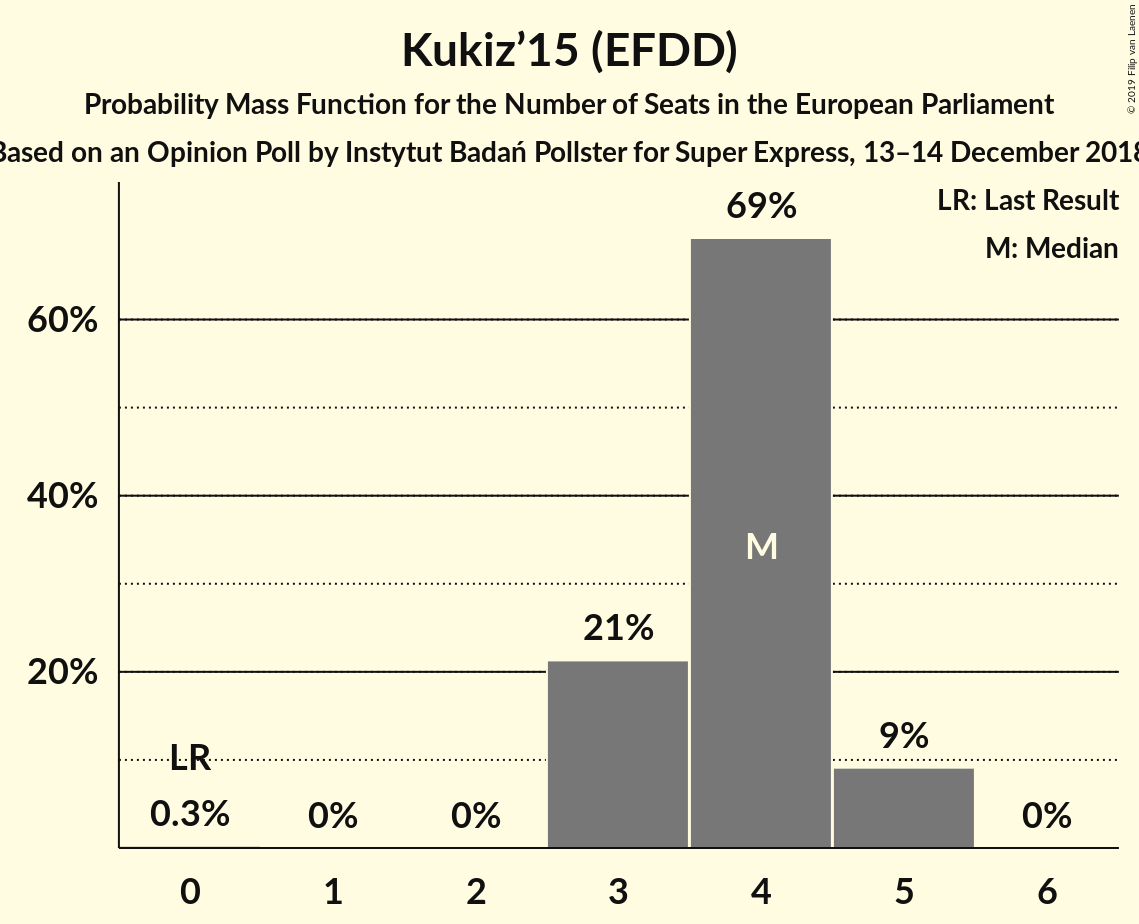 Kukiz’15 (EFDD)
Probability Mass Function for the Number of Seats in the European Parliament
Based on an Opinion Poll by Instytut Badań Pollster for Super Express, 13–14 December 2018
© 2019 Filip van Laenen
LR: Last Result
M: Median
69%
60%
40%
M
21%
20%
9%
LR
0.3% 0% 0% 0%
0 1 2 3 4 5 6